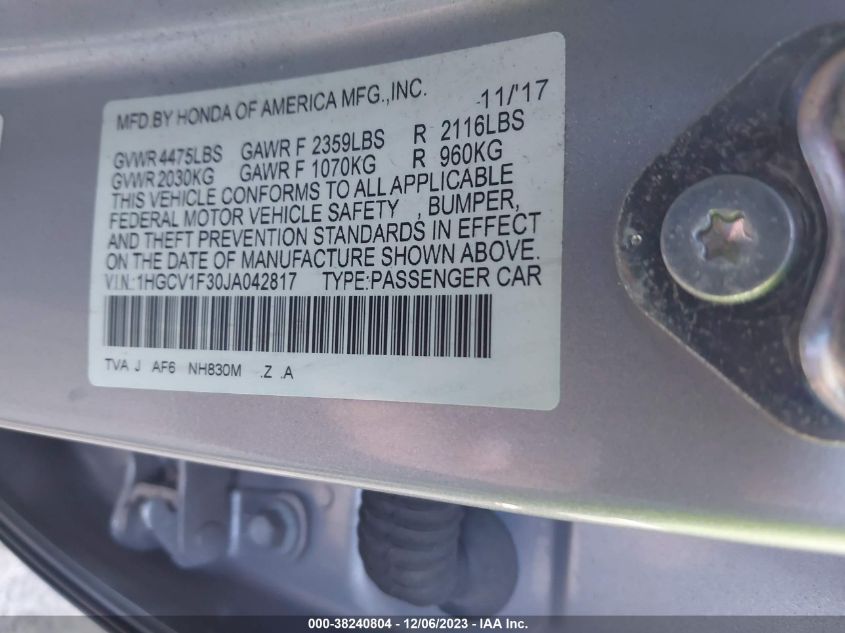 MFD.BY HONDA OF AMERICA MFG.,INC. 11/'17
GVWR 4475LBS GAWR F 2359LBS R 2116LBS
GVWR 2030KG GAWR F 1070KG R 960KG
THIS VEHICLE CONFORMS TO ALL APPLICABLE
FEDERAL MOTOR VEHICLE SAFETY , BUMPER,
AND THEFT PREVENTION STANDARDS IN EFFECT
ON THE DATE OF MANUFACTURE SHOWN ABOVE.
V.I.N.:1HGCV1F30JA042817 TYPE:PASSENGER CAR
TVA J AF6 NH830M .Z .A
000-38240804 - 12/06/2023 - IAA Inc.